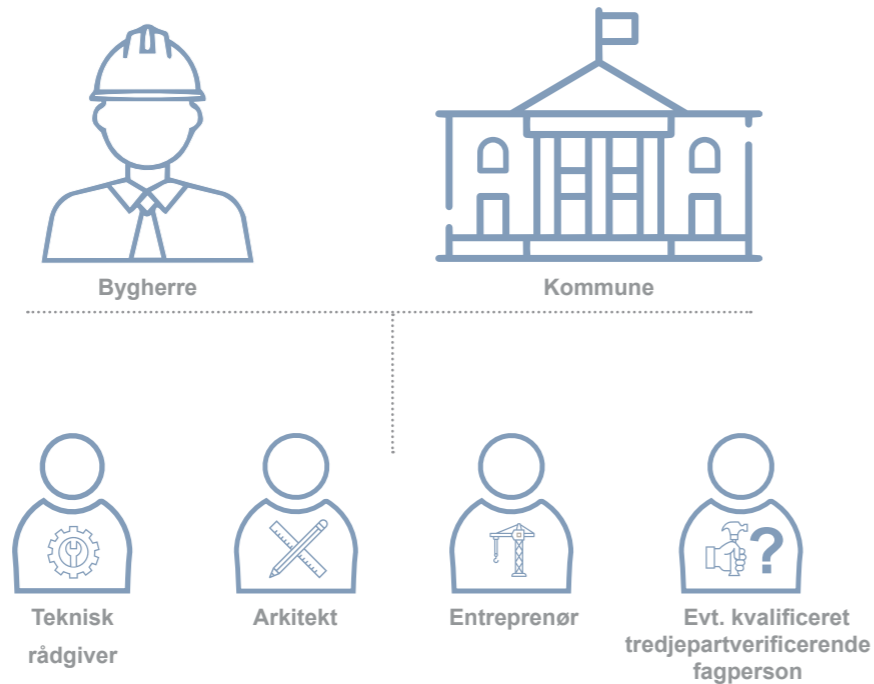 Bygherre
Kommune
Teknisk
rådgiver
Arkitekt
Entreprenør
?
Evt. kvalificeret
tredjepartverificerende
fagperson